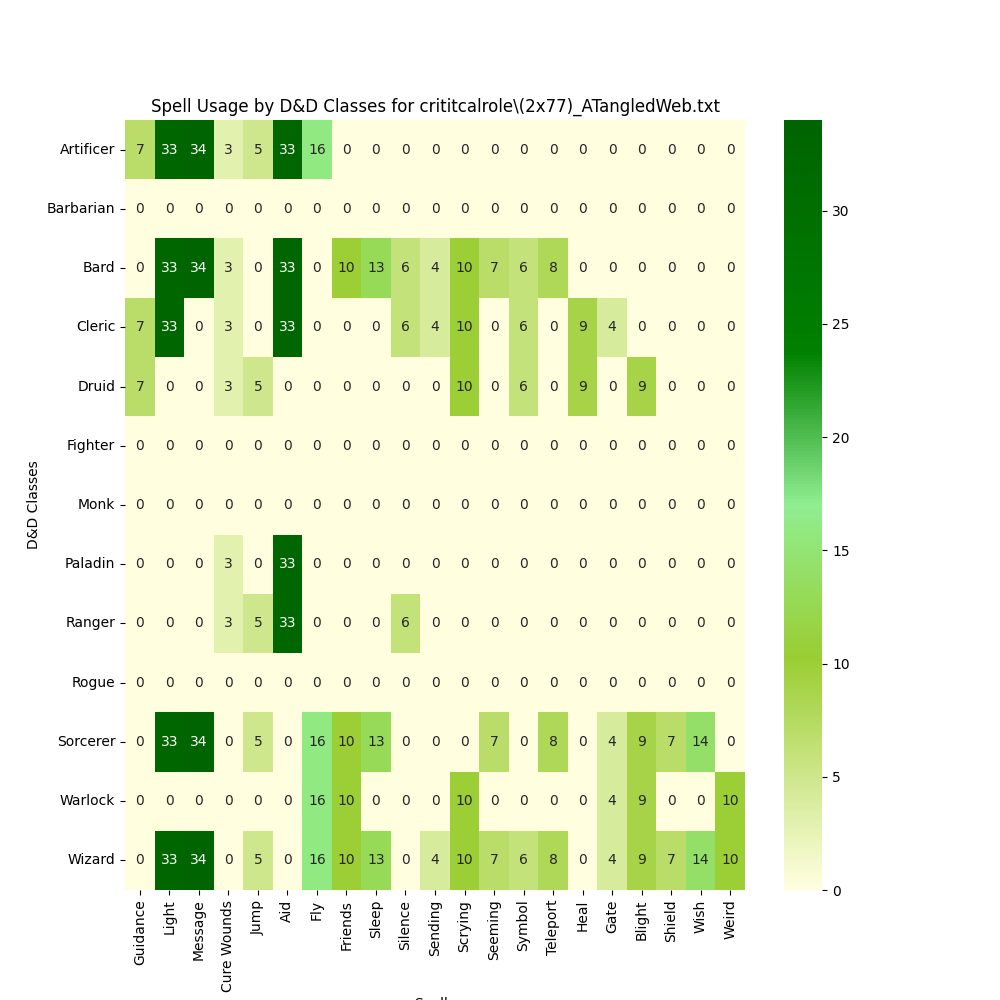 Spell Usage by D&D Classes for crititcalrole\(2x77)_ATangledWeb.txt
D&D Classes
Artificer 7 33 34 3 5 33 16 0 0 0 0 0 0 0 0 0 0 0 0 0 0
Barbarian 0 0 0 0 0 0 0 0 0 0 0 0 0 0 0 0 0 0 0 0 0
Bard 0 33 34 3 0 33 0 10 13 6 4 10 7 6 8 0 0 0 0 0 0
Cleric 7 33 0 3 0 33 0 0 0 6 4 10 0 6 0 9 4 0 0 0 0
Druid 7 0 0 3 5 0 0 0 0 0 0 10 0 6 0 9 0 9 0 0 0
Fighter 0 0 0 0 0 0 0 0 0 0 0 0 0 0 0 0 0 0 0 0 0
Monk 0 0 0 0 0 0 0 0 0 0 0 0 0 0 0 0 0 0 0 0 0
Paladin 0 0 0 3 0 33 0 0 0 0 0 0 0 0 0 0 0 0 0 0 0
Ranger 0 0 0 3 5 33 0 0 0 6 0 0 0 0 0 0 0 0 0 0 0
Rogue 0 0 0 0 0 0 0 0 0 0 0 0 0 0 0 0 0 0 0 0 0
Sorcerer 0 33 34 0 5 0 16 10 13 0 0 0 7 0 8 0 4 9 7 14 0
Warlock 0 0 0 0 0 0 16 10 0 0 0 10 0 0 0 0 4 9 0 0 10
Wizard 0 33 34 0 5 0 16 10 13 0 4 10 7 6 8 0 4 9 7 14 10
Guidance
Light
Message
Cure Wounds
Jump
Aid
Fly
Friends
Sleep
Silence
Sending
Scrying
Seeming
Symbol
Teleport
Heal
Gate
Blight
Shield
Wish
Weird
30
25
20
15
10
5
0